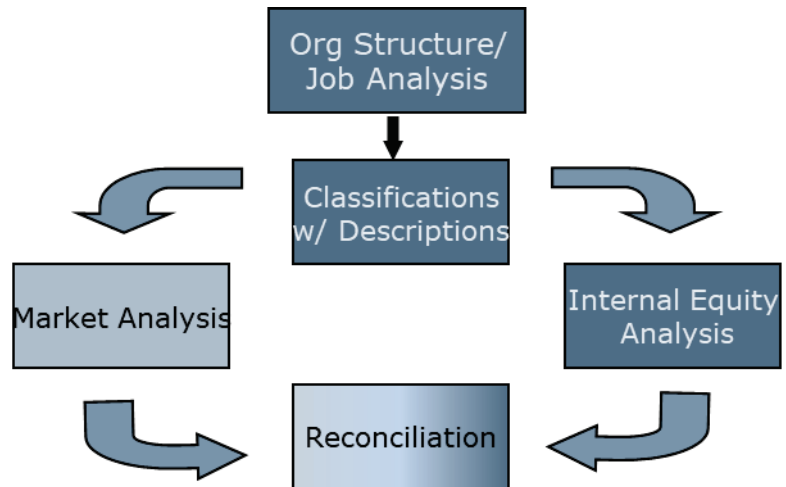 Org Structure/
Job Analysis
Classifications
w/ Descriptions
Market Analysis
Internal Equity
Analysis
Reconciliation